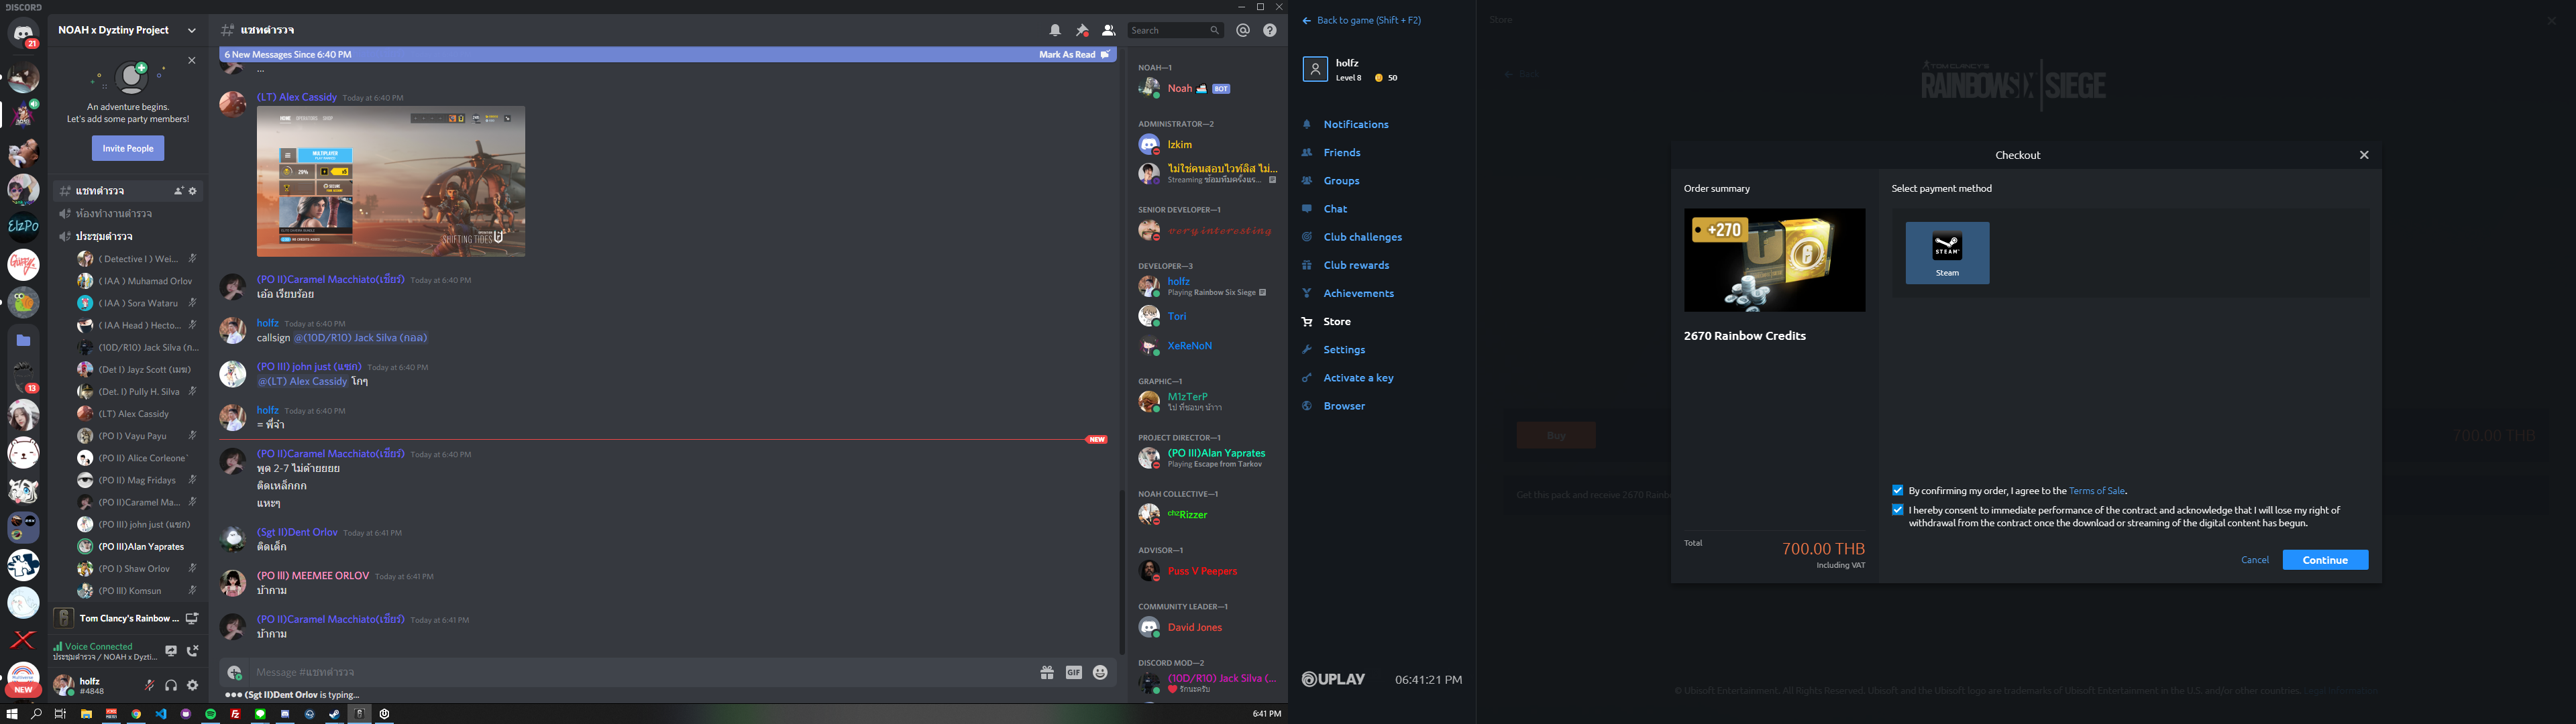 DISCORD
NOAH x Dyztiny Project
An adventure begins.
Let's add some party members!
Invite People
แชทตำรวจ
ห้องทำงานตำรวจ
ประชุมตำรวจ
( Detective I ) Wei...
( IAA ) Muhamad Orlov
( IAA ) Sora Wataru
( IAA Head ) Hecto...
(10D/R10) Jack Silva (ก...
(Det I) Jayz Scott (เมฆ)
(Det. I) Pully H. Silva
(LT) Alex Cassidy
(PO I) Vayu Payu
(PO II) Alice Corleone`
(PO II) Mag Fridays
(PO II)Caramel Ma...
(PO III) john just (แซก)
(PO III)Alan Yaprates
(PO I) Shaw Orlov
(PO III) Komsun
Tom Clancy's Rainbow ...
Voice Connected
ประชุมตำรวจ / NOAH x Dyzti...
holfz
#4848
21
13
NEW
ElzPo
แชทตำรวจ
Search
6 New Messages Since 6:40 PM
Mark As Read
...
(LT) Alex Cassidy Today at 6:40 PM
HOME OPERATORS SHOP
MULTIPLAYER
29%
SHIFTING TIDES
(PO II)Caramel Macchiato(เชียร์) Today at 6:40 PM
เอ้อ เรียบร้อย
holfz Today at 6:40 PM
callsign @(10D/R10) Jack Silva (กอล)
(PO III) john just (แซก) Today at 6:40 PM
@(LT) Alex Cassidy โกๆ
holfz Today at 6:40 PM
= พี่จ๋า
NEW
(PO II)Caramel Macchiato(เชียร์) Today at 6:40 PM
พูด 2-7 ไม่ด้ายยยย
ติดเหล็กกก
แหะๆ
(Sgt II)Dent Orlov Today at 6:41 PM
ติดเด็ก
(PO lll) MEEMEE ORLOV Today at 6:41 PM
บ้ากาม
(PO II)Caramel Macchiato(เชียร์) Today at 6:41 PM
บ้ากาม
Message #แชทตำรวจ
GIF
(Sgt II)Dent Orlov is typing...
NOAH—1
Noah BOT
ADMINISTRATOR—2
Izkim
ไม่ใช่คนสอบไวท์ลิส ไม่...
Streaming ซ้อมทีมครั้งแร...
SENIOR DEVELOPER—1
very interesting
DEVELOPER—3
holfz
Playing Rainbow Six Siege
Tori
XeReNoN
GRAPHIC—1
M1zTerP
ไป ที่ชอบๆ น้าาา
PROJECT DIRECTOR—1
(PO III)Alan Yaprates
Playing Escape from Tarkov
NOAH COLLECTIVE—1
chzRizzer
ADVISOR—1
Puss V Peepers
COMMUNITY LEADER—1
David Jones
DISCORD MOD—2
(10D/R10) Jack Silva (...
รักนะครับ
6:41 PM
Back to game (Shift + F2)
holfz
Level 8 50
Notifications
Friends
Groups
Chat
Club challenges
Club rewards
Achievements
Store
Settings
Activate a key
Browser
UPLAY
06:41:21 PM
Store
Back
TOM CLANCY'S
RAINBOW SIX SIEGE
Checkout
Order summary
+270
2670 Rainbow Credits
Total
700.00 THB
Including VAT
Select payment method
STEAM
Steam
By confirming my order, I agree to the Terms of Sale.
I hereby consent to immediate performance of the contract and acknowledge that I will lose my right of
withdrawal from the contract once the download or streaming of the digital content has begun.
Cancel
Continue
Buy
700.00 THB
Get this pack and receive 2670 Rainbo
© Ubisoft Entertainment. All Rights Reserved. Ubisoft and the Ubisoft logo are trademarks of Ubisoft Entertainment in the U.S. and/or other countries.